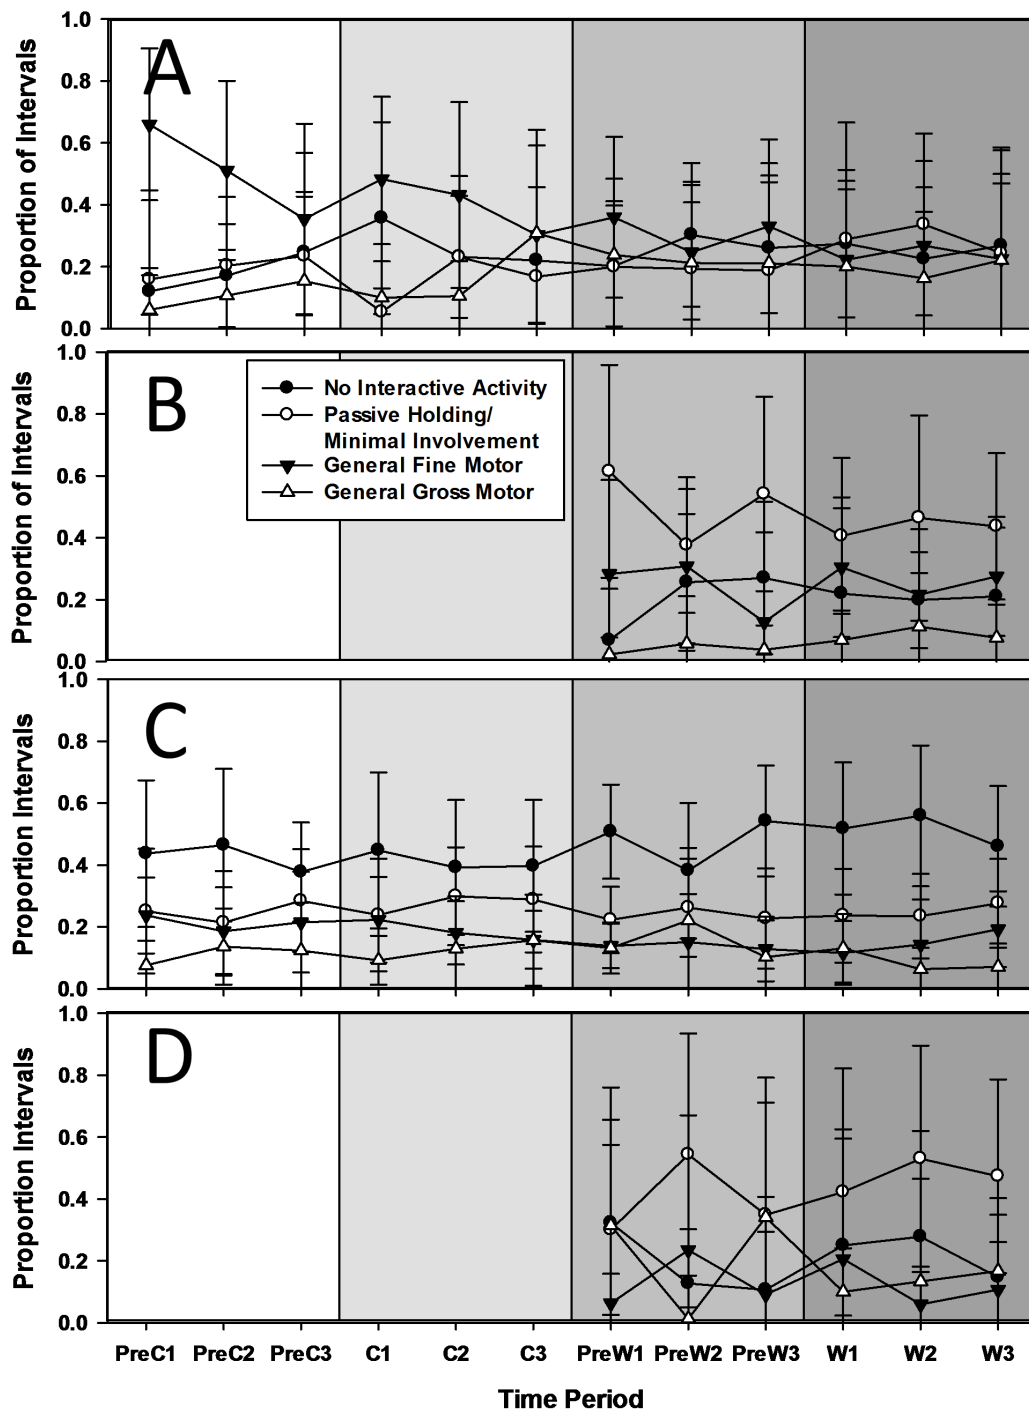 A
Proportion of Intervals
1.0
0.8
0.6
0.4
0.2
0.0
B
Proportion of Intervals
1.0
0.8
0.6
0.4
0.2
0.0
No Interactive Activity
Passive Holding/
Minimal Involvement
General Fine Motor
General Gross Motor
C
Proportion Intervals
1.0
0.8
0.6
0.4
0.2
0.0
D
Proportion Intervals
1.0
0.8
0.6
0.4
0.2
0.0
PreC1 PreC2 PreC3 C1 C2 C3 PreW1 PreW2 PreW3 W1 W2 W3
Time Period